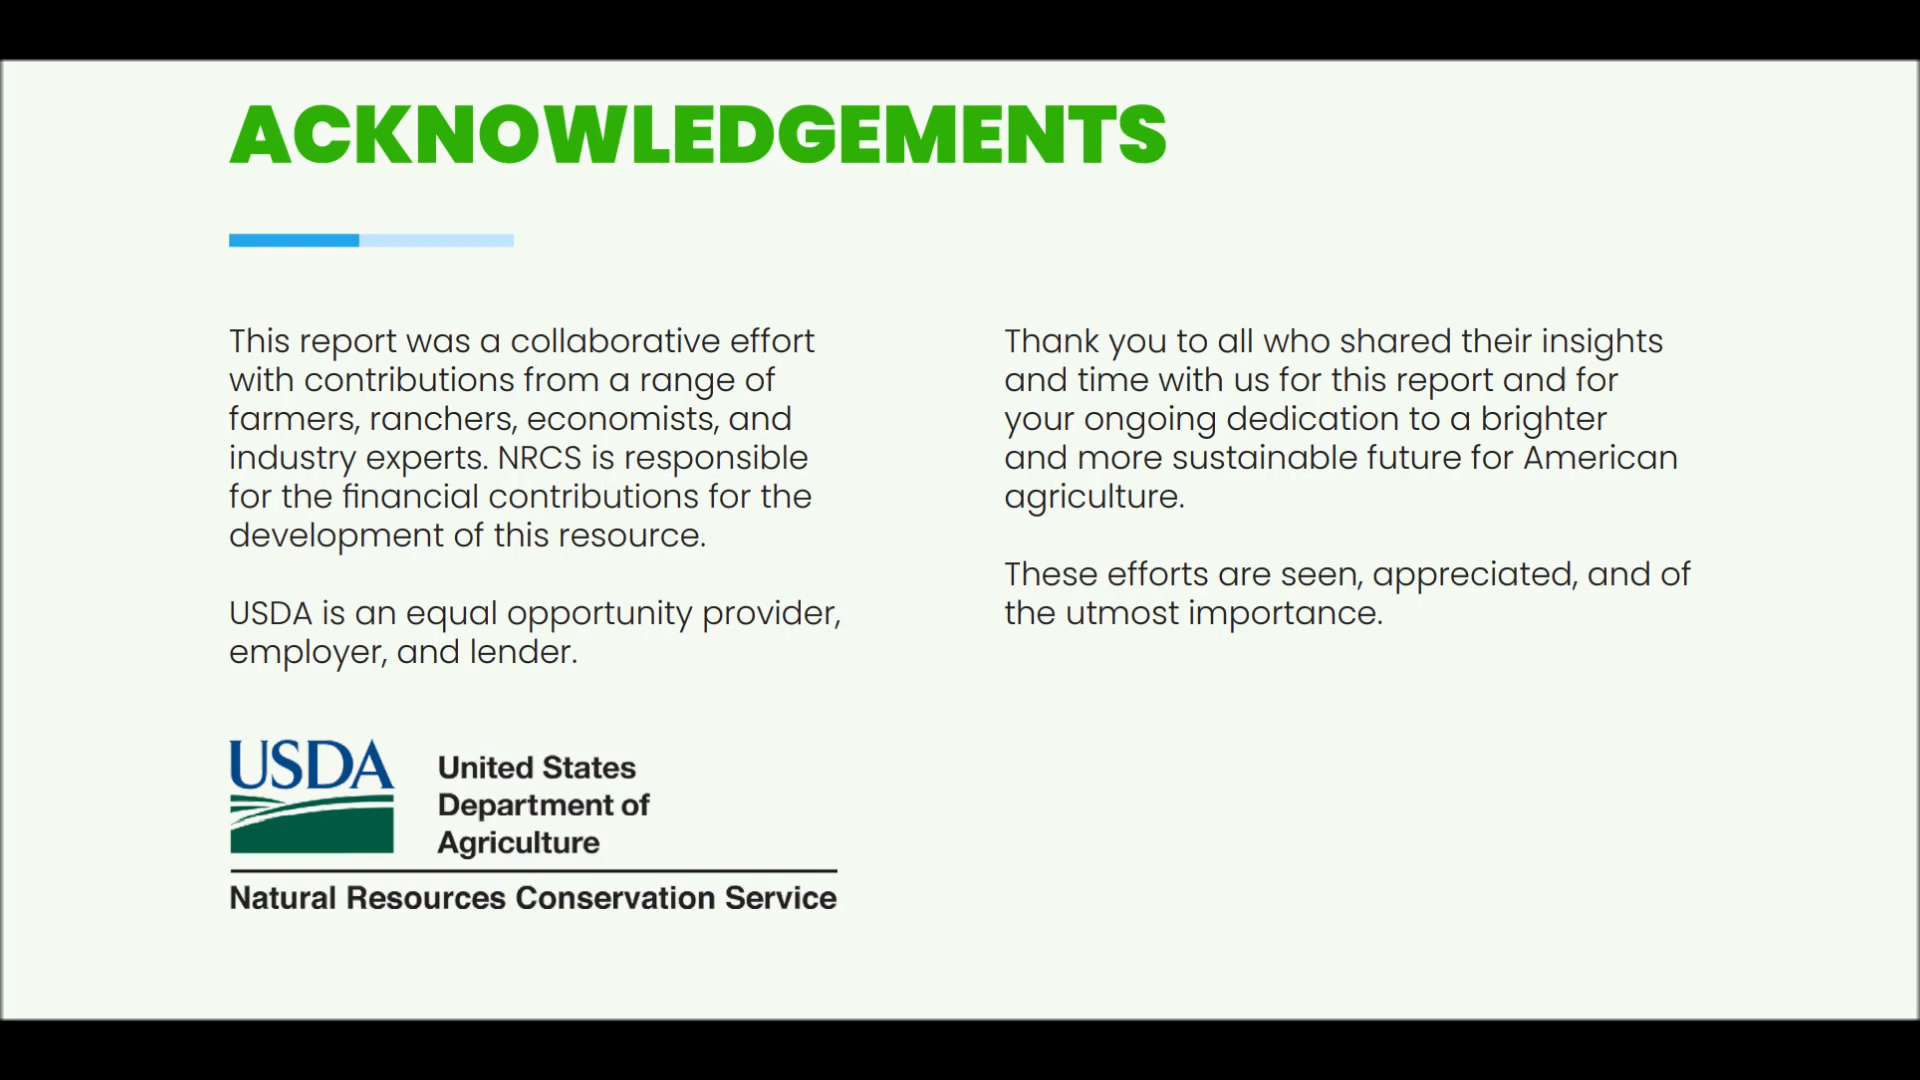 ACKNOWLEDGEMENTS
This report was a collaborative effort
with contributions from a range of
farmers, ranchers, economists, and
industry experts. NRCS is responsible
for the financial contributions for the
development of this resource.
USDA is an equal opportunity provider,
employer, and lender.
Thank you to all who shared their insights
and time with us for this report and for
your ongoing dedication to a brighter
and more sustainable future for American
agriculture.
These efforts are seen, appreciated, and of
the utmost importance.
USDA
United States
Department of
Agriculture
Natural Resources Conservation Service